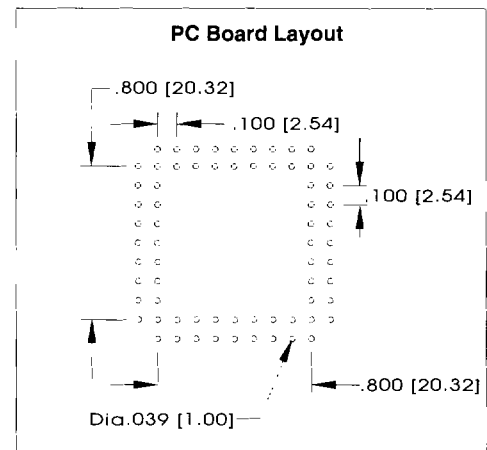 PC Board Layout
.800 [20.32]
.100 [2.54]
.100 [2.54]
.800 [20.32]
Dia.039 [1.00]